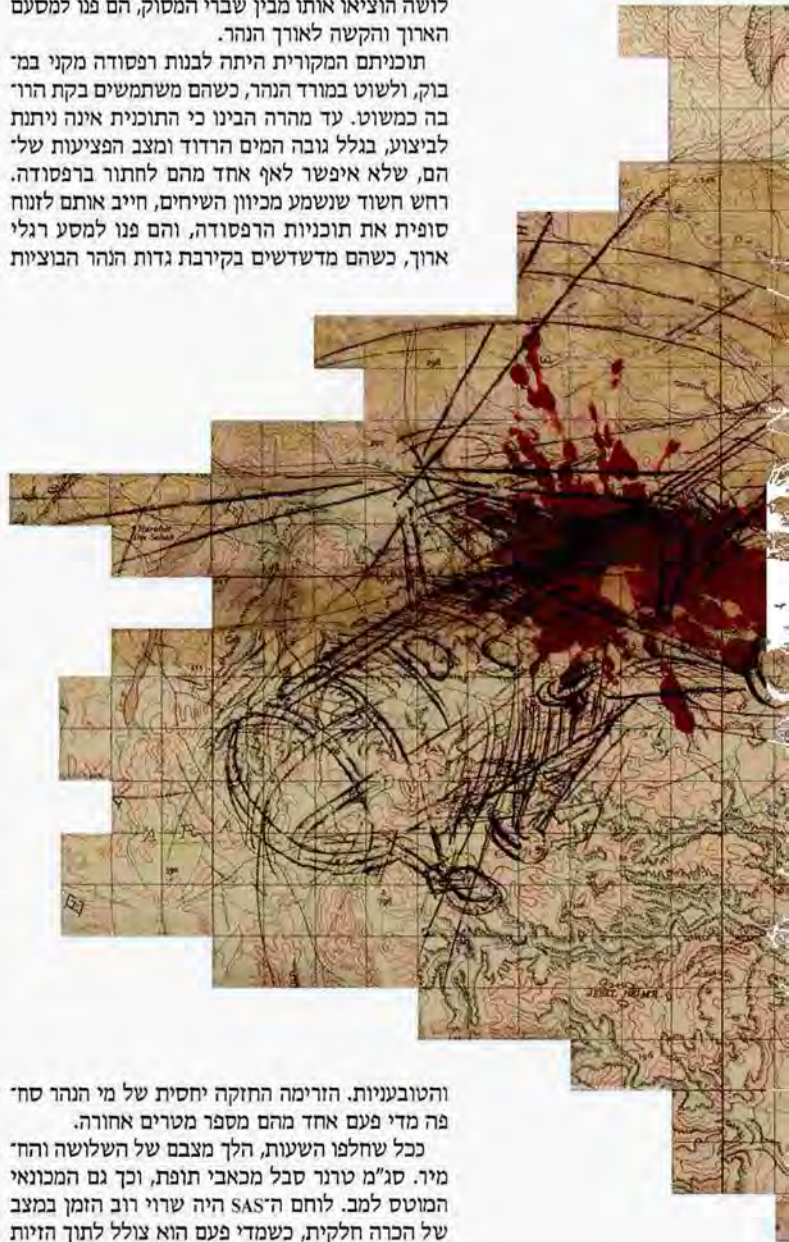 לושה הוציאו אותו מבין שברי המסוק, הם פנו למסעם
הארוך והקשה לאורך הנהר.
תוכניתם המקורית היתה לבנות רפסודה מקני במ־
בוק, ולשוט במורד הנהר, כשהם משתמשים בקת הרו־
בה כמשוט. עד מהרה הבינו כי התוכנית אינה ניתנת
לביצוע, בגלל גובה המים הרדוד ומצב הפציעות של־
הם, שלא איפשר לאף אחד מהם לחתור ברפסודה.
רחש חשוד שנשמע מכיוון השיחים, חייב אותם לזנוח
סופית את תוכניות הרפסודה, והם פנו למסע רגלי
ארוך, כשהם מדשדשים בקירבת גדות הנהר הבוציות
והטובעניות. הזרימה החזקה יחסית של מי הנהר סח־
פה מדי פעם אחד מהם מספר מטרים אחורה.
ככל שחלפו השעות, הלך מצבם של השלושה והח־
מיר. סג"מ טרנר סבל מכאבי תופת, וכך גם המכונאי
המוטס למב. לוחם ה־SAS היה שרוי רוב הזמן במצב
של הכרה חלקית, כשמדי פעם הוא צולל לתוך הזיות